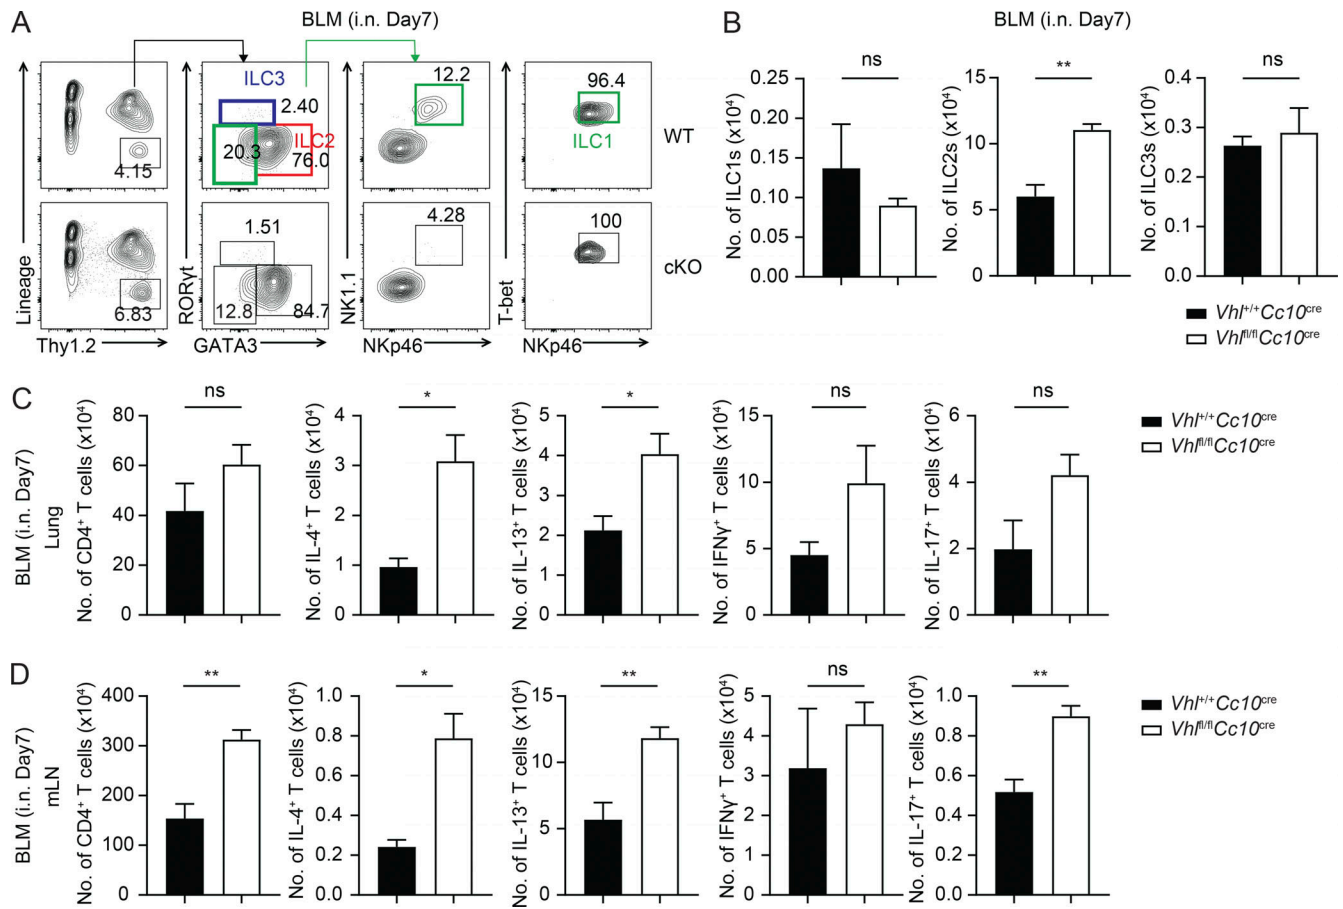 A
BLM (i.n. Day7)
Lineage
RORγt
NK1.1
T-bet
ILC3
2.40
ILC2
20.3
76.0
4.15
12.2
96.4
ILC1
WT
6.83
1.51
12.8
84.7
4.28
100
cKO
Thy1.2
GATA3
NKp46
NKp46
B
BLM (i.n. Day7)
No. of ILC1s (x10⁴)
0.25
0.20
0.15
0.10
0.05
0.00
ns
No. of ILC2s (x10⁴)
15
10
5
0
**
No. of ILC3s (x10⁴)
0.4
0.3
0.2
0.1
0.0
ns
Vhl⁺/⁺Cc10ᶜʳᵉ
Vhlᶠˡ/ᶠˡCc10ᶜʳᵉ
C
BLM (i.n. Day7)
Lung
No. of CD4⁺ T cells (x10⁴)
80
60
40
20
0
ns
No. of IL-4⁺ T cells (x10⁴)
4
3
2
1
0
*
No. of IL-13⁺ T cells (x10⁴)
5
4
3
2
1
0
*
No. of IFNγ⁺ T cells (x10⁴)
15
10
5
0
ns
No. of IL-17⁺ T cells (x10⁴)
6
4
2
0
ns
Vhl⁺/⁺Cc10ᶜʳᵉ
Vhlᶠˡ/ᶠˡCc10ᶜʳᵉ
D
BLM (i.n. Day7)
mLN
No. of CD4⁺ T cells (x10⁴)
400
300
200
150
0
**
No. of IL-4⁺ T cells (x10⁴)
1.0
0.8
0.6
0.4
0.2
0.0
*
No. of IL-13⁺ T cells (x10⁴)
15
10
5
0
**
No. of IFNγ⁺ T cells (x10⁴)
5
4
3
2
1
0
ns
No. of IL-17⁺ T cells (x10⁴)
1.0
0.8
0.6
0.4
0.2
0.0
**
Vhl⁺/⁺Cc10ᶜʳᵉ
Vhlᶠˡ/ᶠˡCc10ᶜʳᵉ